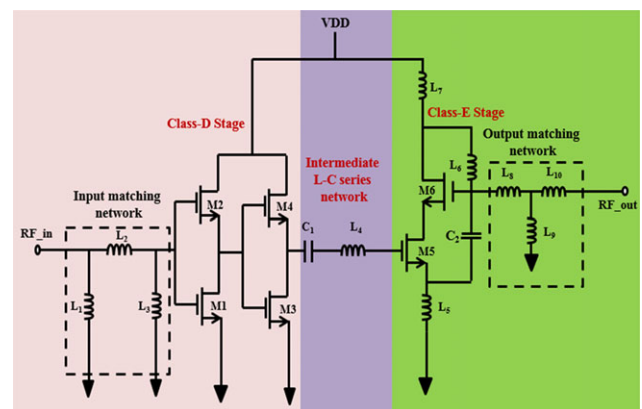 VDD
L7
Class-D Stage
Class-E Stage
Output matching
network
Intermediate
L-C series
network
Input matching
network
L6
L8
L10
M2
M4
M6
RF_in
L2
C1
L4
RF_out
M5
C2
L9
L1
L3
M1
M3
L5